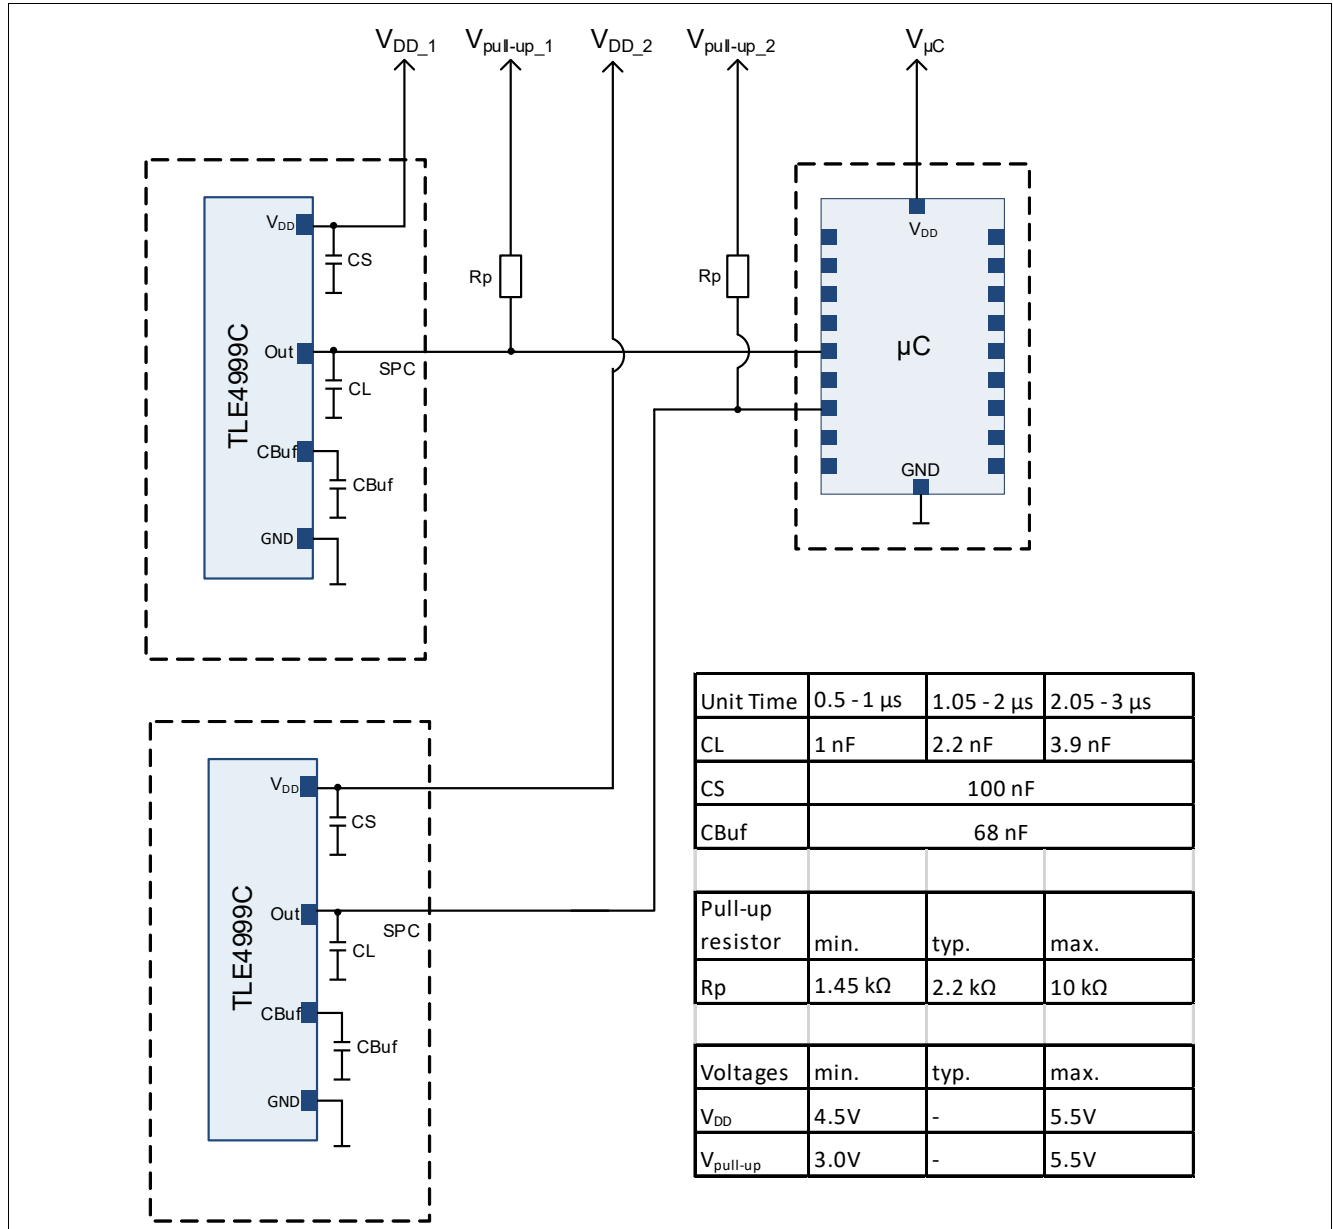 VDD_1 Vpull-up_1 VDD_2 Vpull-up_2 VµC
TLE4999C
VDD
CS
Out
CL
SPC
CBuf
CBuf
GND
Rp
Rp
VDD
µC
GND
TLE4999C
VDD
CS
Out
CL
SPC
CBuf
CBuf
GND
Unit Time 0.5 - 1 µs 1.05 - 2 µs 2.05 - 3 µs
CL 1 nF 2.2 nF 3.9 nF
CS 100 nF
CBuf 68 nF
Pull-up
resistor min. typ. max.
Rp 1.45 kΩ 2.2 kΩ 10 kΩ
Voltages min. typ. max.
VDD 4.5V - 5.5V
Vpull-up 3.0V - 5.5V